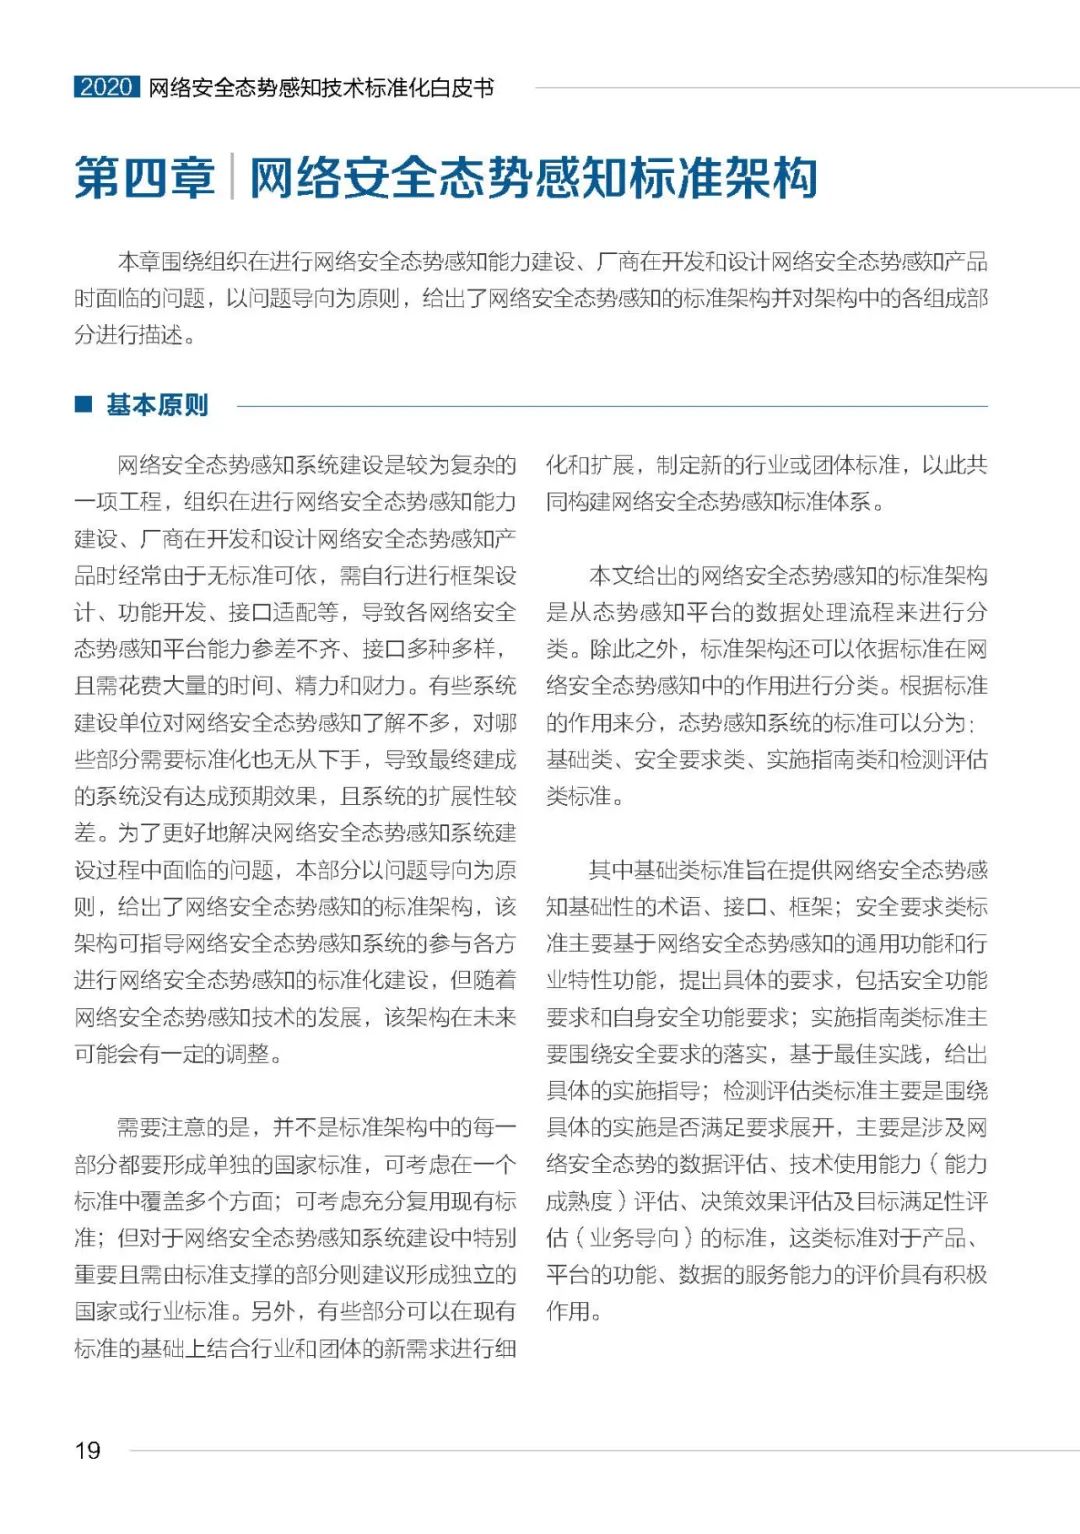 2020 网络安全态势感知技术标准化白皮书
第四章 网络安全态势感知标准架构
本章围绕组织在进行网络安全态势感知能力建设、厂商在开发和设计网络安全态势感知产品
时面临的问题，以问题导向为原则，给出了网络安全态势感知的标准架构并对架构中的各组成部
分进行描述。
■ 基本原则
网络安全态势感知系统建设是较为复杂的
一项工程，组织在进行网络安全态势感知能力
建设、厂商在开发和设计网络安全态势感知产
品时经常由于无标准可依，需自行进行框架设
计、功能开发、接口适配等，导致各网络安全
态势感知平台能力参差不齐、接口多种多样，
且需花费大量的时间、精力和财力。有些系统
建设单位对网络安全态势感知了解不多，对哪
些部分需要标准化也无从下手，导致最终建成
的系统没有达成预期效果，且系统的扩展性较
差。为了更好地解决网络安全态势感知系统建
设过程中面临的问题，本部分以问题导向为原
则，给出了网络安全态势感知的标准架构，该
架构可指导网络安全态势感知系统的参与各方
进行网络安全态势感知的标准化建设，但随着
网络安全态势感知技术的发展，该架构在未来
可能会有一定的调整。
需要注意的是，并不是标准架构中的每一
部分都要形成单独的国家标准，可考虑在一个
标准中覆盖多个方面；可考虑充分复用现有标
准；但对于网络安全态势感知系统建设中特别
重要且需由标准支撑的部分则建议形成独立的
国家或行业标准。另外，有些部分可以在现有
标准的基础上结合行业和团体的新需求进行细
化和扩展，制定新的行业或团体标准，以此共
同构建网络安全态势感知标准体系。
本文给出的网络安全态势感知的标准架构
是从态势感知平台的数据处理流程来进行分
类。除此之外，标准架构还可以依据标准在网
络安全态势感知中的作用进行分类。根据标准
的作用来分，态势感知系统的标准可以分为：
基础类、安全要求类、实施指南类和检测评估
类标准。
其中基础类标准旨在提供网络安全态势感
知基础性的术语、接口、框架；安全要求类标
准主要基于网络安全态势感知的通用功能和行
业特性功能，提出具体的要求，包括安全功能
要求和自身安全功能要求；实施指南类标准主
要围绕安全要求的落实，基于最佳实践，给出
具体的实施指导；检测评估类标准主要是围绕
具体的实施是否满足要求展开，主要是涉及网
络安全态势的数据评估、技术使用能力（能力
成熟度）评估、决策效果评估及目标满足性评
估（业务导向）的标准，这类标准对于产品、
平台的功能、数据的服务能力的评价具有积极
作用。
19